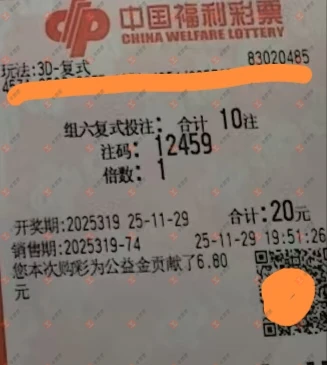 中国福利彩票
CHINA WELFARE LOTTERY
玩法:3D-复式 83020485
组六复式投注: 合计 10注
注码: 12459
倍数: 1
开奖期:2025319 25-11-29 合计:20元
销售期:2025319-74 25-11-29 19:51:26
您本次购彩为公益金贡献了6.80
元